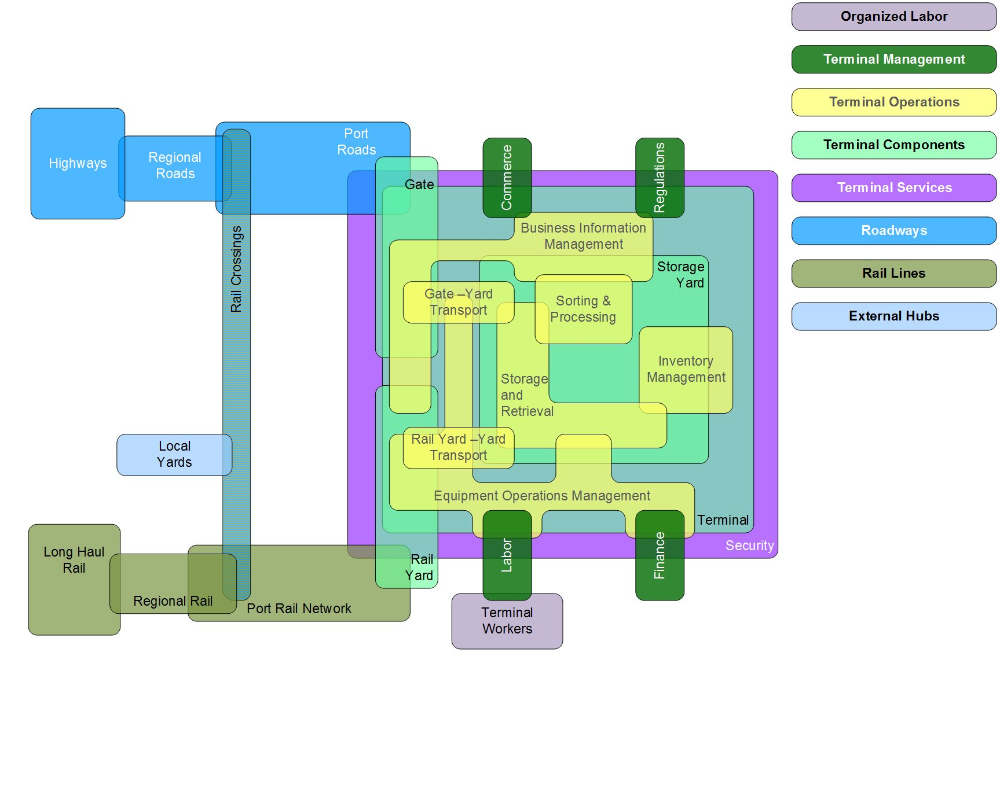 Organized Labor
Terminal Management
Terminal Operations
Terminal Components
Terminal Services
Roadways
Rail Lines
External Hubs
Highways
Regional
Roads
Port
Roads
Rail Crossings
Gate
Commerce
Regulations
Business Information
Management
Storage
Yard
Gate –Yard
Transport
Sorting &
Processing
Inventory
Management
Storage
and
Retrieval
Rail Yard –Yard
Transport
Equipment Operations Management
Terminal
Security
Local
Yards
Long Haul
Rail
Regional Rail
Port Rail Network
Rail
Yard
Labor
Finance
Terminal
Workers